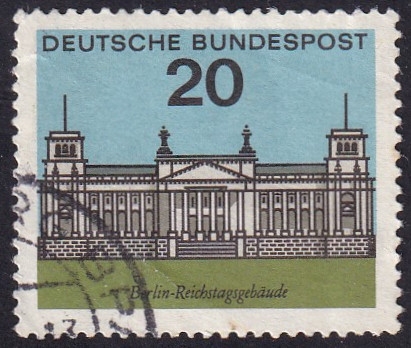 DEUTSCHE BUNDESPOST
20
Berlin-Reichstagsgebäude